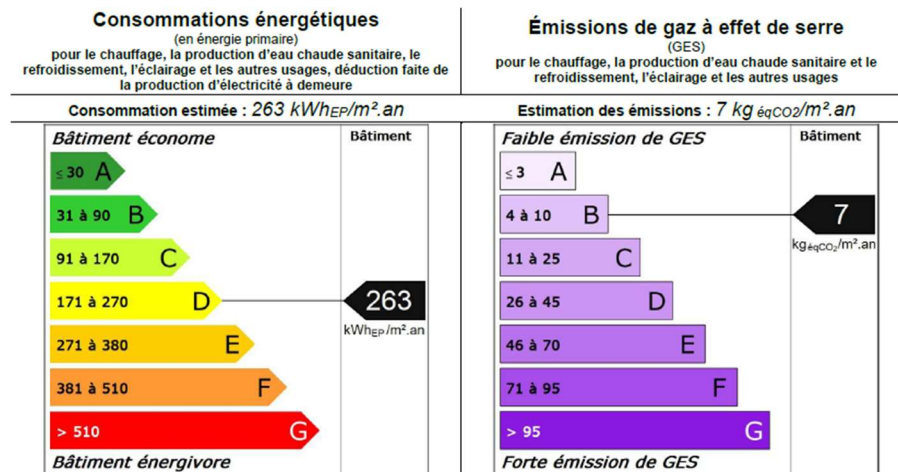 Consommations énergétiques
(en énergie primaire)
pour le chauffage, la production d'eau chaude sanitaire, le
refroidissement, l'éclairage et les autres usages, déduction faite de
la production d'électricité à demeure
Consommation estimée : 263 kWhEP/m².an
Bâtiment économe
Bâtiment
≤ 30 A
31 à 90 B
91 à 170 C
171 à 270 D
263
kWhEP/m².an
271 à 380 E
381 à 510 F
> 510 G
Bâtiment énergivore
Émissions de gaz à effet de serre
(GES)
pour le chauffage, la production d'eau chaude sanitaire et le
refroidissement, l'éclairage et les autres usages
Estimation des émissions : 7 kg éqCO2/m².an
Faible émission de GES
Bâtiment
≤ 3 A
4 à 10 B
7
kgéqCO2/m².an
11 à 25 C
26 à 45 D
46 à 70 E
71 à 95 F
> 95 G
Forte émission de GES